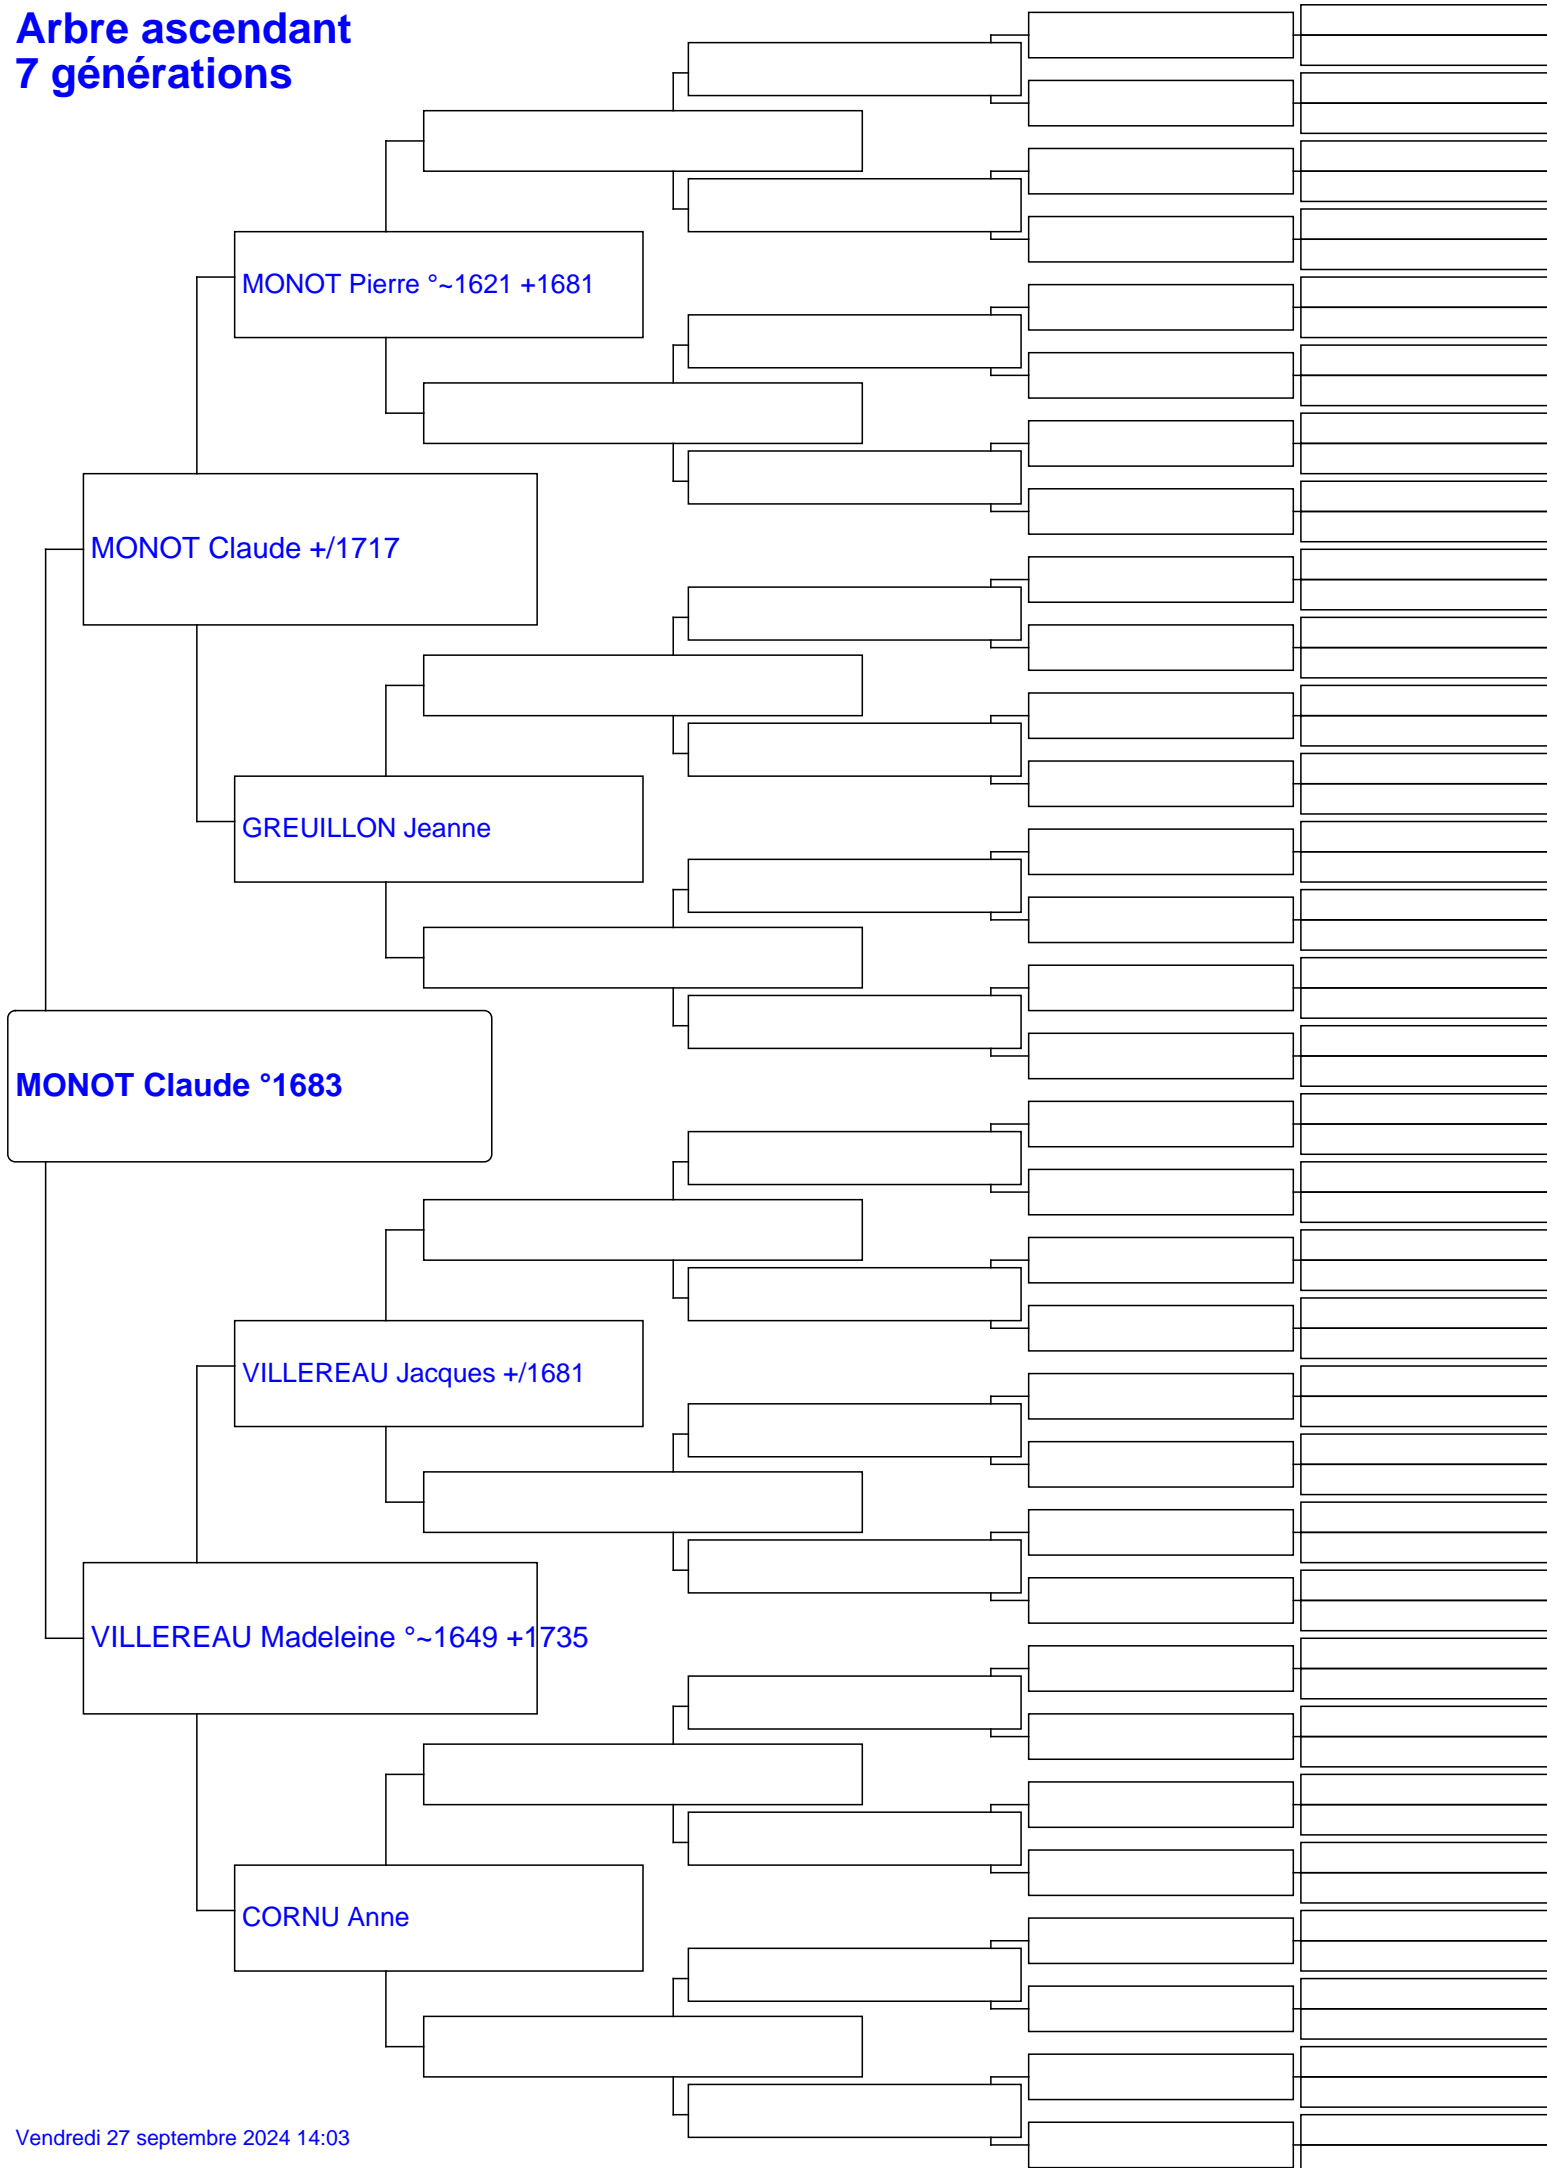 Arbre ascendant
7 générations
MONOT Pierre °~1621 +1681
MONOT Claude +/1717
GREUILLON Jeanne
MONOT Claude °1683
VILLEREAU Jacques +/1681
VILLEREAU Madeleine °~1649 +1735
CORNU Anne
Vendredi 27 septembre 2024 14:03